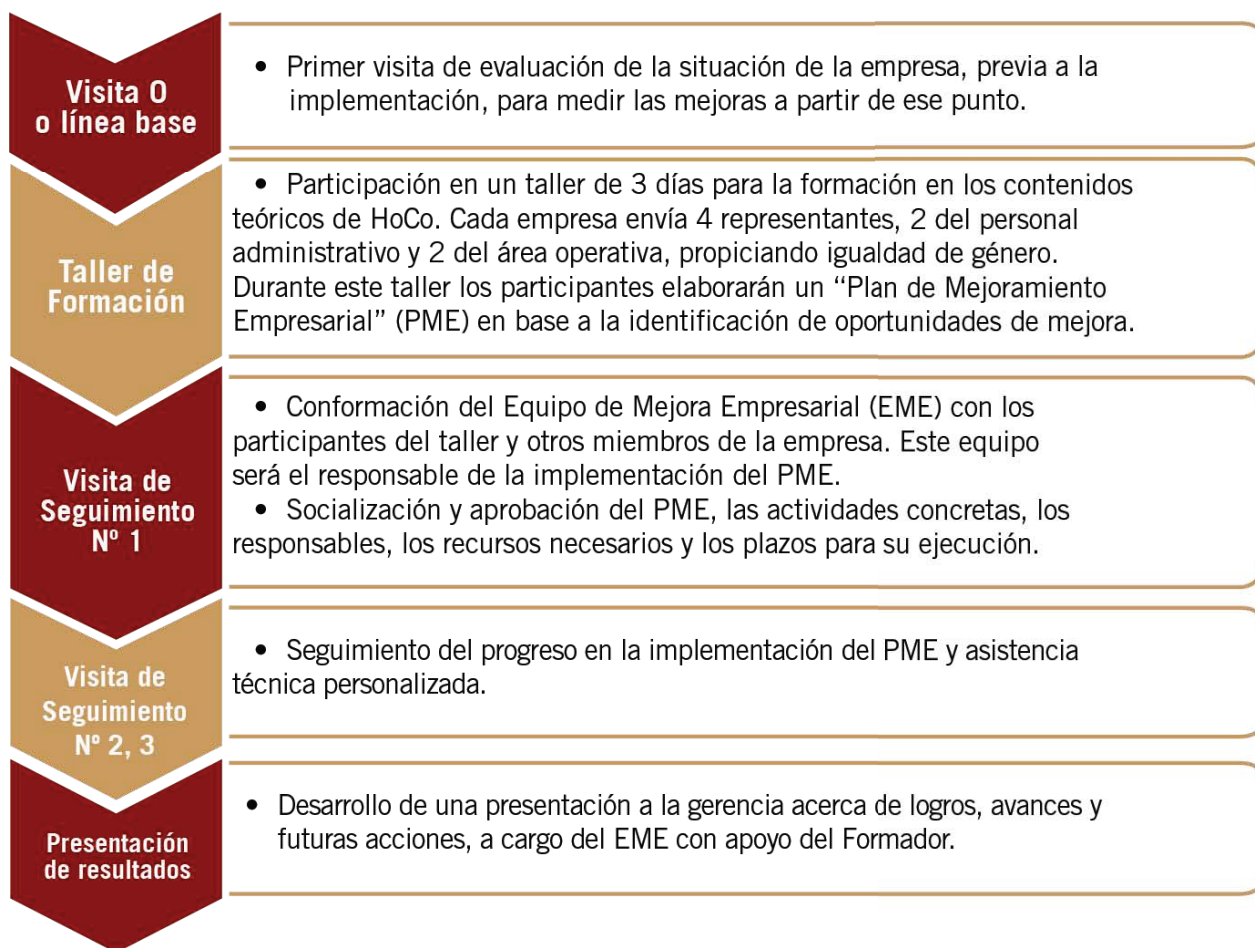 Visita 0
o línea base
• Primer visita de evaluación de la situación de la empresa, previa a la
implementación, para medir las mejoras a partir de ese punto.
Taller de
Formación
• Participación en un taller de 3 días para la formación en los contenidos
teóricos de HoCo. Cada empresa envía 4 representantes, 2 del personal
administrativo y 2 del área operativa, propiciando igualdad de género.
Durante este taller los participantes elaborarán un “Plan de Mejoramiento
Empresarial” (PME) en base a la identificación de oportunidades de mejora.
Visita de
Seguimiento
Nº 1
• Conformación del Equipo de Mejora Empresarial (EME) con los
participantes del taller y otros miembros de la empresa. Este equipo
será el responsable de la implementación del PME.
• Socialización y aprobación del PME, las actividades concretas, los
responsables, los recursos necesarios y los plazos para su ejecución.
Visita de
Seguimiento
Nº 2, 3
• Seguimiento del progreso en la implementación del PME y asistencia
técnica personalizada.
Presentación
de resultados
• Desarrollo de una presentación a la gerencia acerca de logros, avances y
futuras acciones, a cargo del EME con apoyo del Formador.